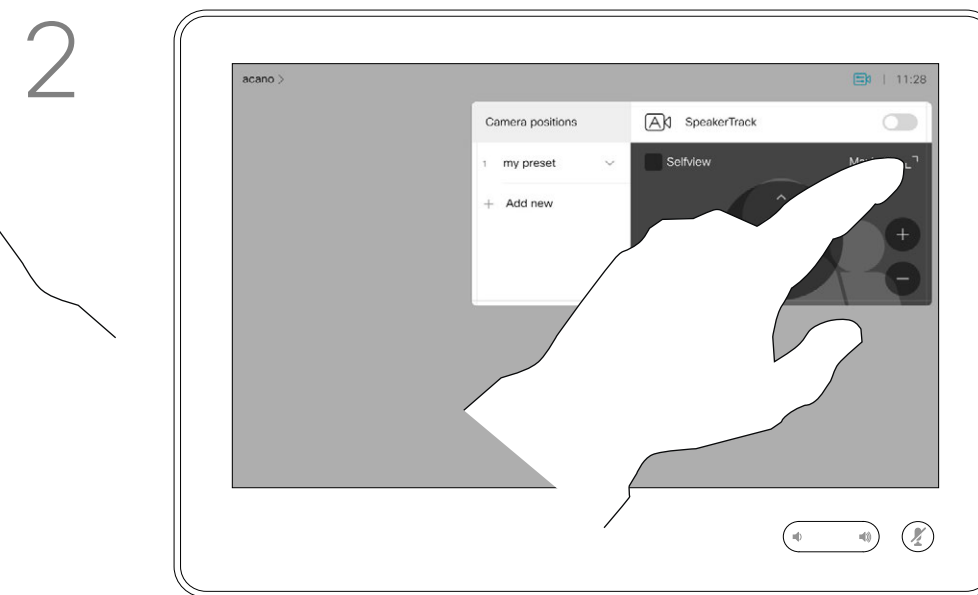 2
acano >
11:28
Camera positions
A SpeakerTrack
1 my preset
Selfview
+ Add new
+
−